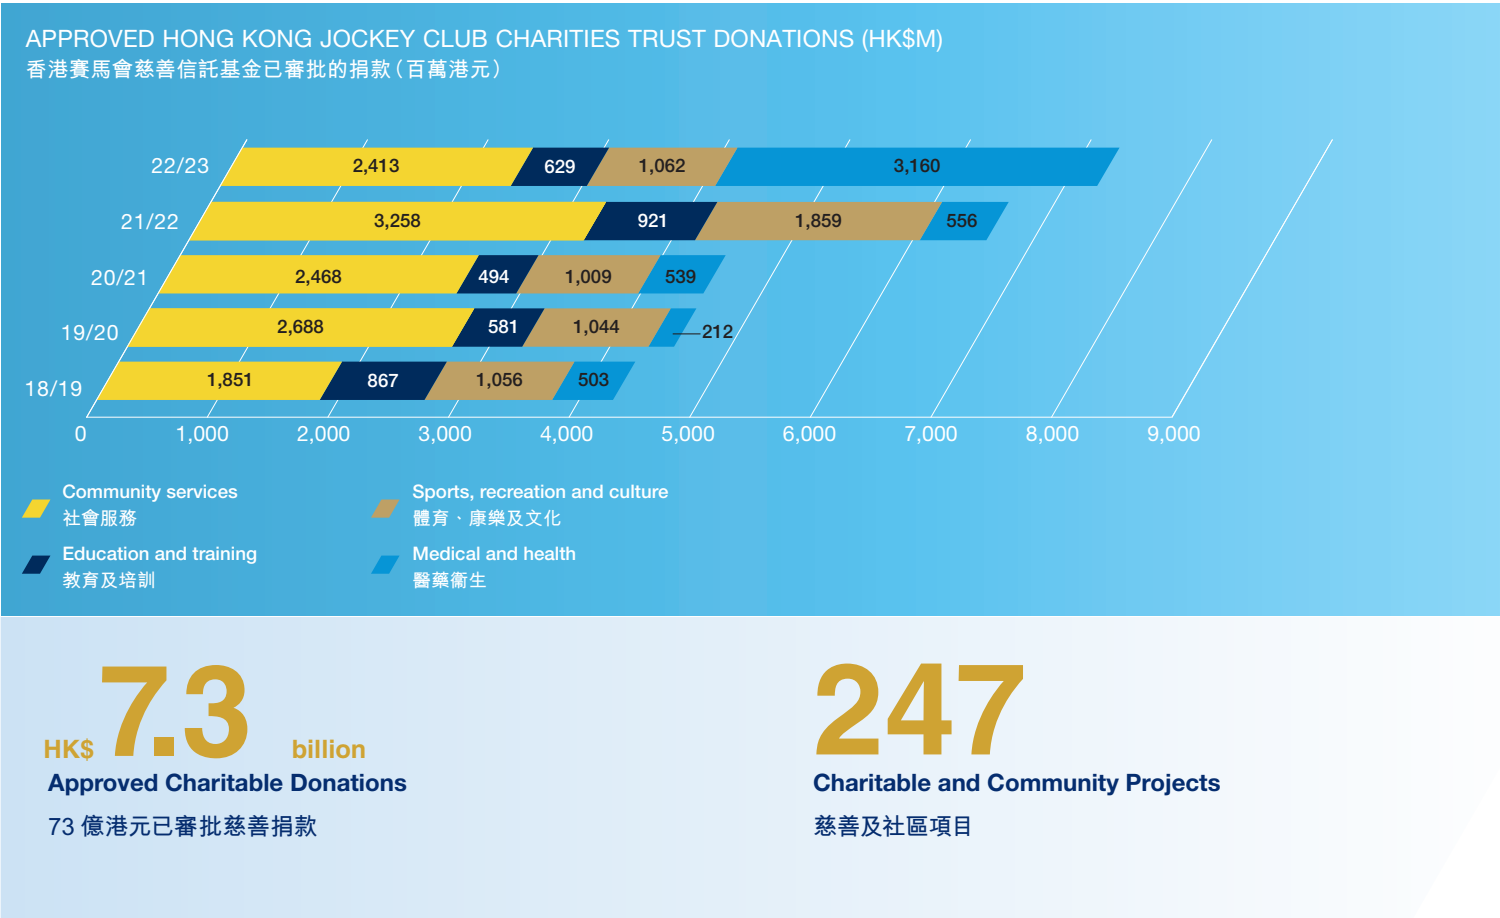 APPROVED HONG KONG JOCKEY CLUB CHARITIES TRUST DONATIONS (HK$M)
香港賽馬會慈善信託基金已審批的捐款（百萬港元）
22/23 2,413 629 1,062 3,160
21/22 3,258 921 1,859 556
20/21 2,468 494 1,009 539
19/20 2,688 581 1,044 212
18/19 1,851 867 1,056 503
0 1,000 2,000 3,000 4,000 5,000 6,000 7,000 8,000 9,000
Community services
社會服務
Education and training
教育及培訓
Sports, recreation and culture
體育、康樂及文化
Medical and health
醫藥衞生
HK$ 7.3 billion
Approved Charitable Donations
73 億港元已審批慈善捐款
247
Charitable and Community Projects
慈善及社區項目